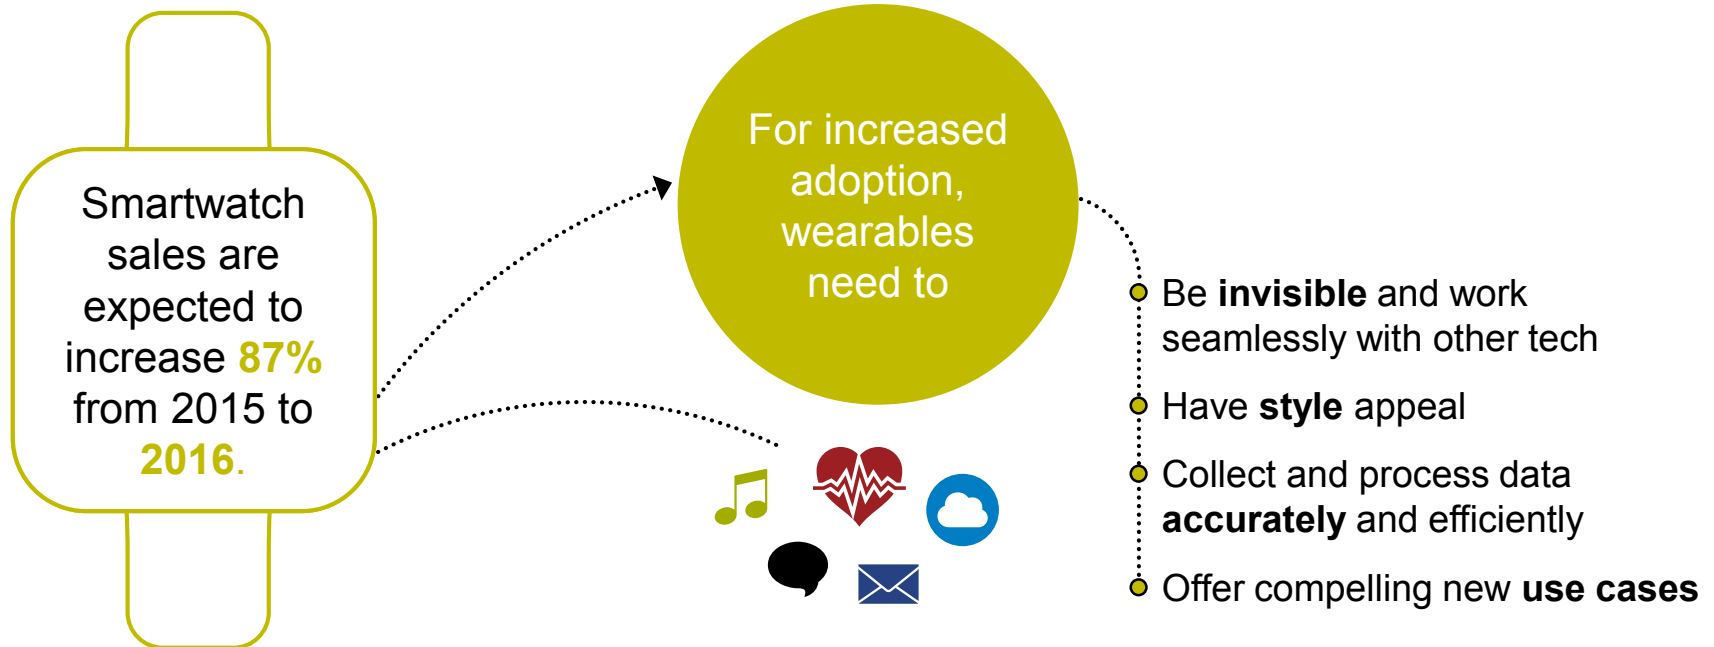 Smartwatch
sales are
expected to
increase 87%
from 2015 to
2016.
For increased
adoption,
wearables
need to
Be invisible and work
seamlessly with other tech
Have style appeal
Collect and process data
accurately and efficiently
Offer compelling new use cases